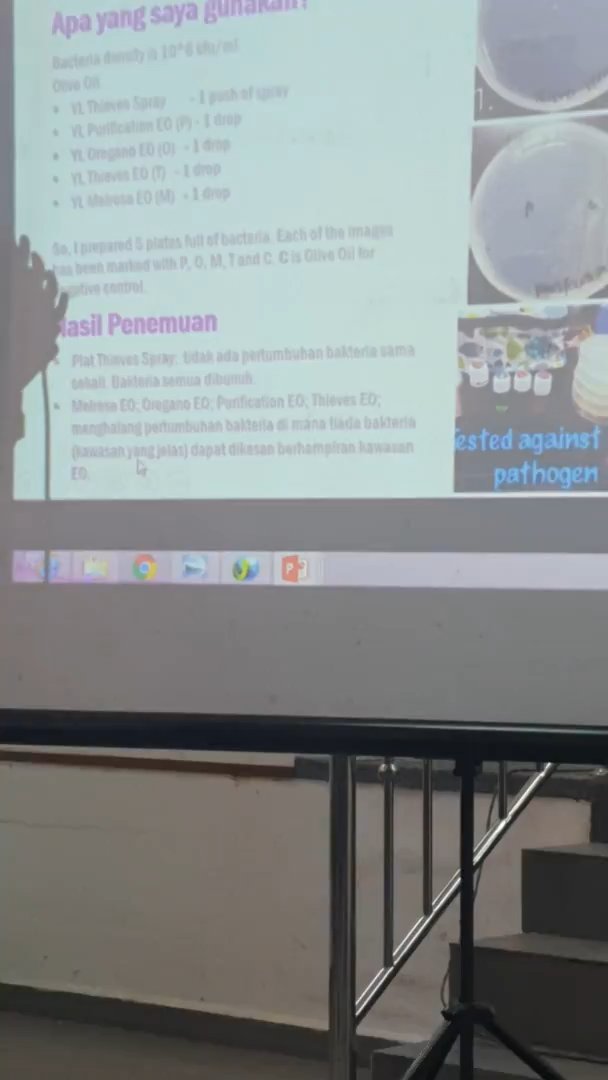 Apa yang saya gunakan?
Bacteria density is 10^6 cfu/ml
Olive Oil
• YL Thieves Spray - 1 push of spray
• YL Purification EO (P) - 1 drop
• YL Oregano EO (O) - 1 drop
• YL Thieves EO (T) - 1 drop
• YL Melrose EO (M) - 1 drop
So, I prepared 5 plates full of bacteria. Each of the images
has been marked with P, O, M, T and C. C is Olive Oil for
control.
Hasil Penemuan
Plat Thieves Spray: tidak ada pertumbuhan bakteria sama
sekali. Bakteria semua dibunuh.
• Melrose EO; Oregano EO; Purification EO; Thieves EO;
menghalang pertumbuhan bakteria di mana tiada bakteria
(kawasan yang jelas) dapat dikesan berhampiran kawasan
EO.
1.
P
ested against
pathogen